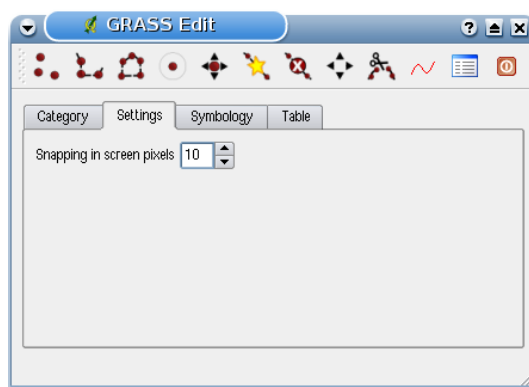 GRASS Edit
Category Settings Symbology Table
Snapping in screen pixels 10